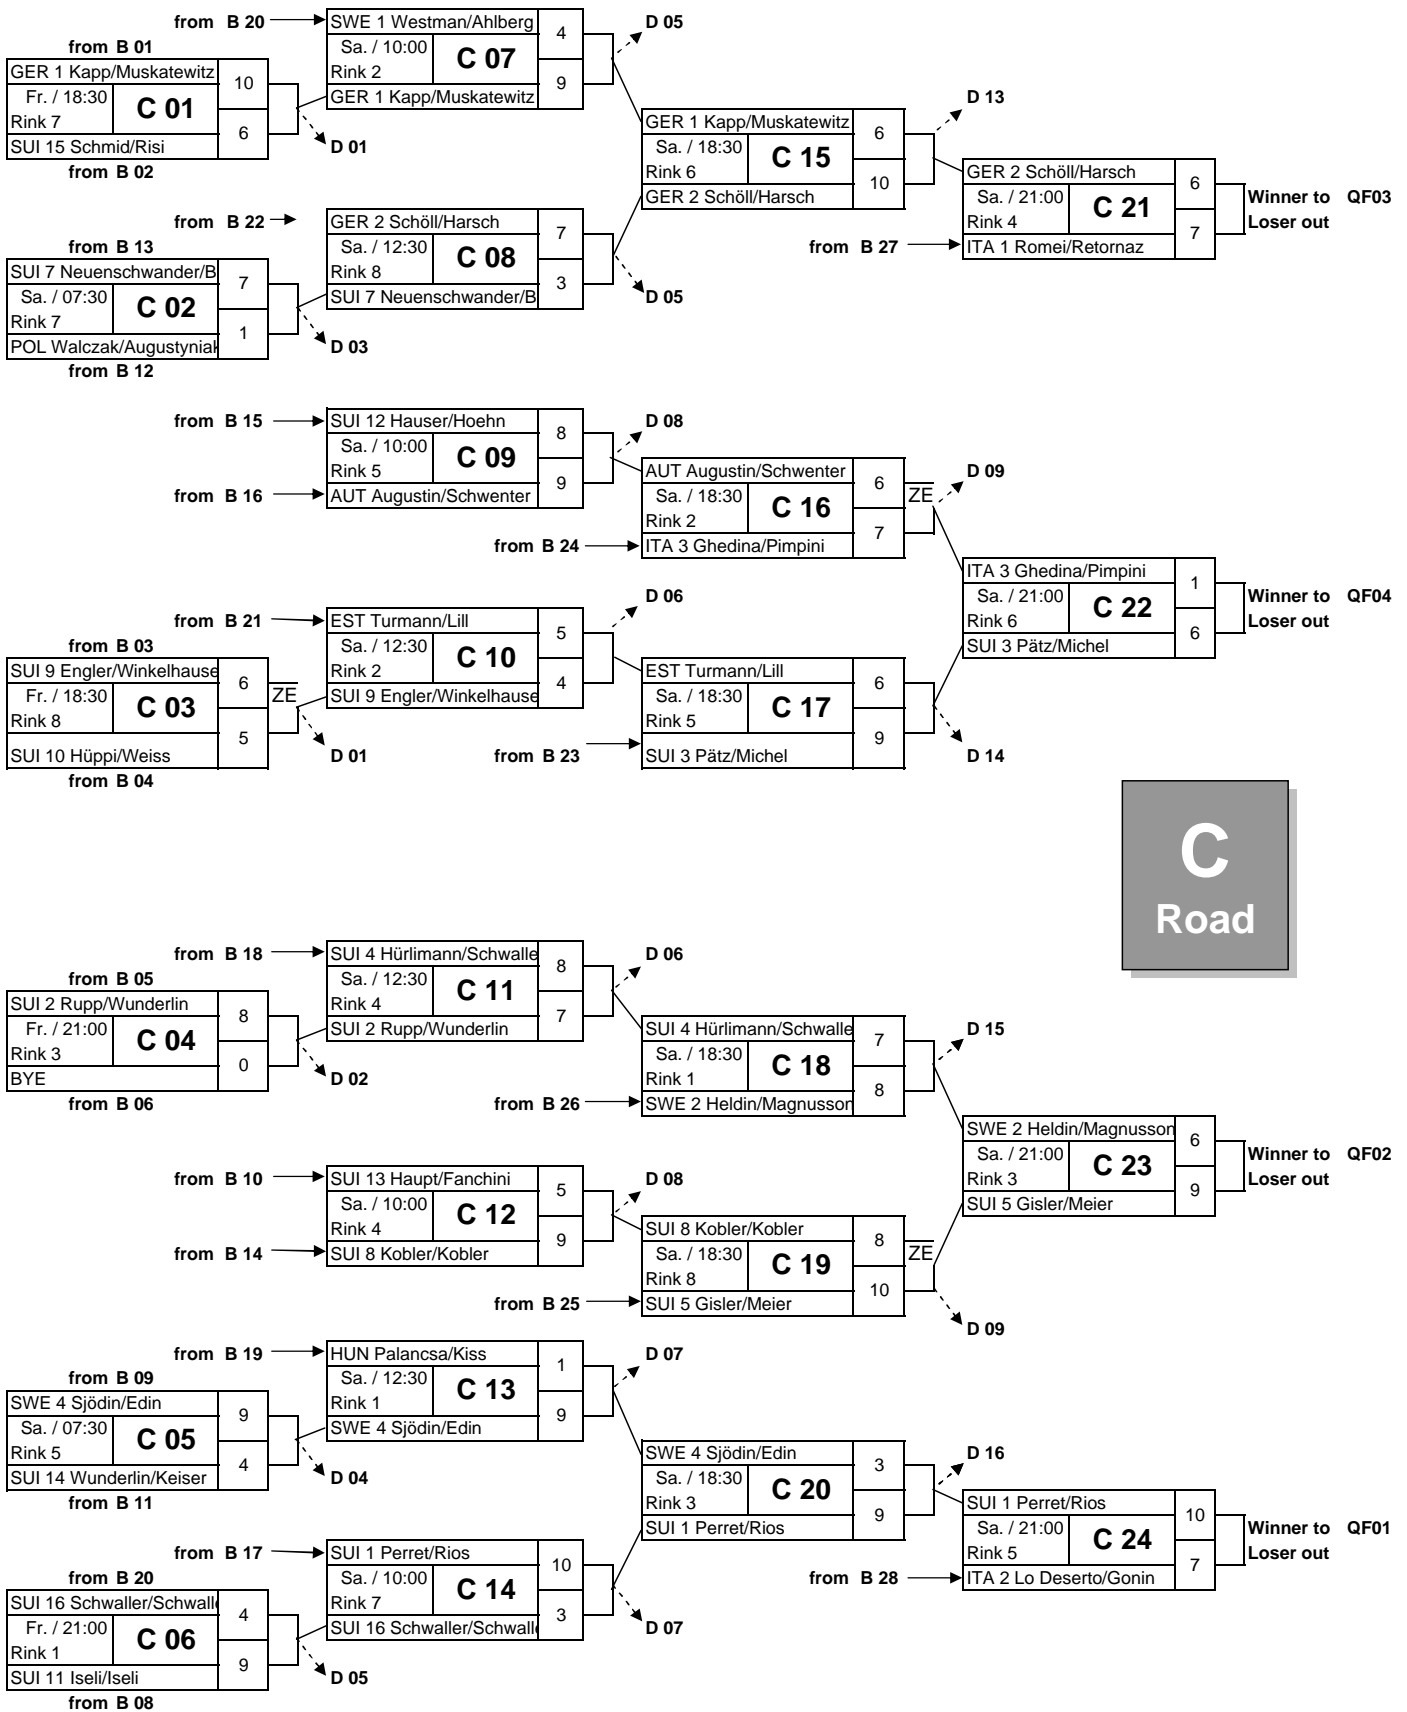 from B 20
SWE 1 Westman/Ahlberg
4
D 05
from B 01
Sa. / 10:00
C 07
Rink 2
9
GER 1 Kapp/Muskatewitz
GER 1 Kapp/Muskatewitz
10
Fr. / 18:30
C 01
Rink 7
6
SUI 15 Schmid/Risi
D 01
from B 02
GER 1 Kapp/Muskatewitz
6
D 13
Sa. / 18:30
C 15
Rink 6
10
GER 2 Schöll/Harsch
GER 2 Schöll/Harsch
6
Sa. / 21:00
C 21
Rink 4
7
Winner to QF03
Loser out
from B 27
ITA 1 Romei/Retornaz
from B 22
GER 2 Schöll/Harsch
7
from B 13
Sa. / 12:30
C 08
Rink 8
3
SUI 7 Neuenschwander/B
D 05
SUI 7 Neuenschwander/B
7
Sa. / 07:30
C 02
Rink 7
1
POL Walczak/Augustyniak
D 03
from B 12
from B 15
SUI 12 Hauser/Hoehn
8
D 08
Sa. / 10:00
C 09
Rink 5
9
from B 16
AUT Augustin/Schwenter
AUT Augustin/Schwenter
6
ZE
D 09
Sa. / 18:30
C 16
Rink 2
7
from B 24
ITA 3 Ghedina/Pimpini
ITA 3 Ghedina/Pimpini
1
Sa. / 21:00
C 22
Rink 6
6
SUI 3 Pätz/Michel
Winner to QF04
Loser out
from B 21
EST Turmann/Lill
5
D 06
from B 03
Sa. / 12:30
C 10
Rink 2
4
SUI 9 Engler/Winkelhause
SUI 9 Engler/Winkelhause
6
ZE
Fr. / 18:30
C 03
Rink 8
5
SUI 10 Hüppi/Weiss
D 01
from B 04
EST Turmann/Lill
6
Sa. / 18:30
C 17
Rink 5
9
from B 23
SUI 3 Pätz/Michel
D 14
C
Road
from B 18
SUI 4 Hürlimann/Schwalle
8
D 06
from B 05
Sa. / 12:30
C 11
Rink 4
7
SUI 2 Rupp/Wunderlin
SUI 2 Rupp/Wunderlin
8
Fr. / 21:00
C 04
Rink 3
0
BYE
D 02
from B 06
SUI 4 Hürlimann/Schwalle
7
D 15
Sa. / 18:30
C 18
Rink 1
8
from B 26
SWE 2 Heldin/Magnusson
SWE 2 Heldin/Magnusson
6
Sa. / 21:00
C 23
Rink 3
9
SUI 5 Gisler/Meier
Winner to QF02
Loser out
from B 10
SUI 13 Haupt/Fanchini
5
D 08
Sa. / 10:00
C 12
Rink 4
9
from B 14
SUI 8 Kobler/Kobler
SUI 8 Kobler/Kobler
8
ZE
Sa. / 18:30
C 19
Rink 8
10
from B 25
SUI 5 Gisler/Meier
D 09
from B 19
HUN Palancsa/Kiss
1
D 07
from B 09
Sa. / 12:30
C 13
Rink 1
9
SWE 4 Sjödin/Edin
SWE 4 Sjödin/Edin
9
Sa. / 07:30
C 05
Rink 5
4
SUI 14 Wunderlin/Keiser
D 04
from B 11
SWE 4 Sjödin/Edin
3
D 16
Sa. / 18:30
C 20
Rink 3
9
SUI 1 Perret/Rios
SUI 1 Perret/Rios
10
Sa. / 21:00
C 24
Rink 5
7
Winner to QF01
Loser out
from B 28
ITA 2 Lo Deserto/Gonin
from B 17
SUI 1 Perret/Rios
10
from B 20
Sa. / 10:00
C 14
Rink 7
3
SUI 16 Schwaller/Schwalle
D 07
SUI 16 Schwaller/Schwalle
4
Fr. / 21:00
C 06
Rink 1
9
SUI 11 Iseli/Iseli
D 05
from B 08